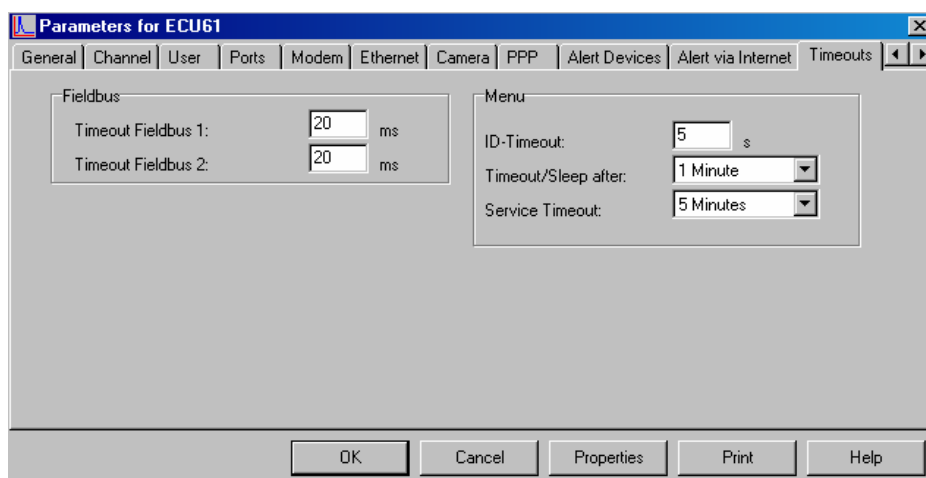 Parameters for ECU61
General Channel User Ports Modem Ethernet Camera PPP Alert Devices Alert via Internet Timeouts
Fieldbus
Timeout Fieldbus 1: 20 ms
Timeout Fieldbus 2: 20 ms
Menu
ID-Timeout: 5 s
Timeout/Sleep after: 1 Minute
Service Timeout: 5 Minutes
OK Cancel Properties Print Help